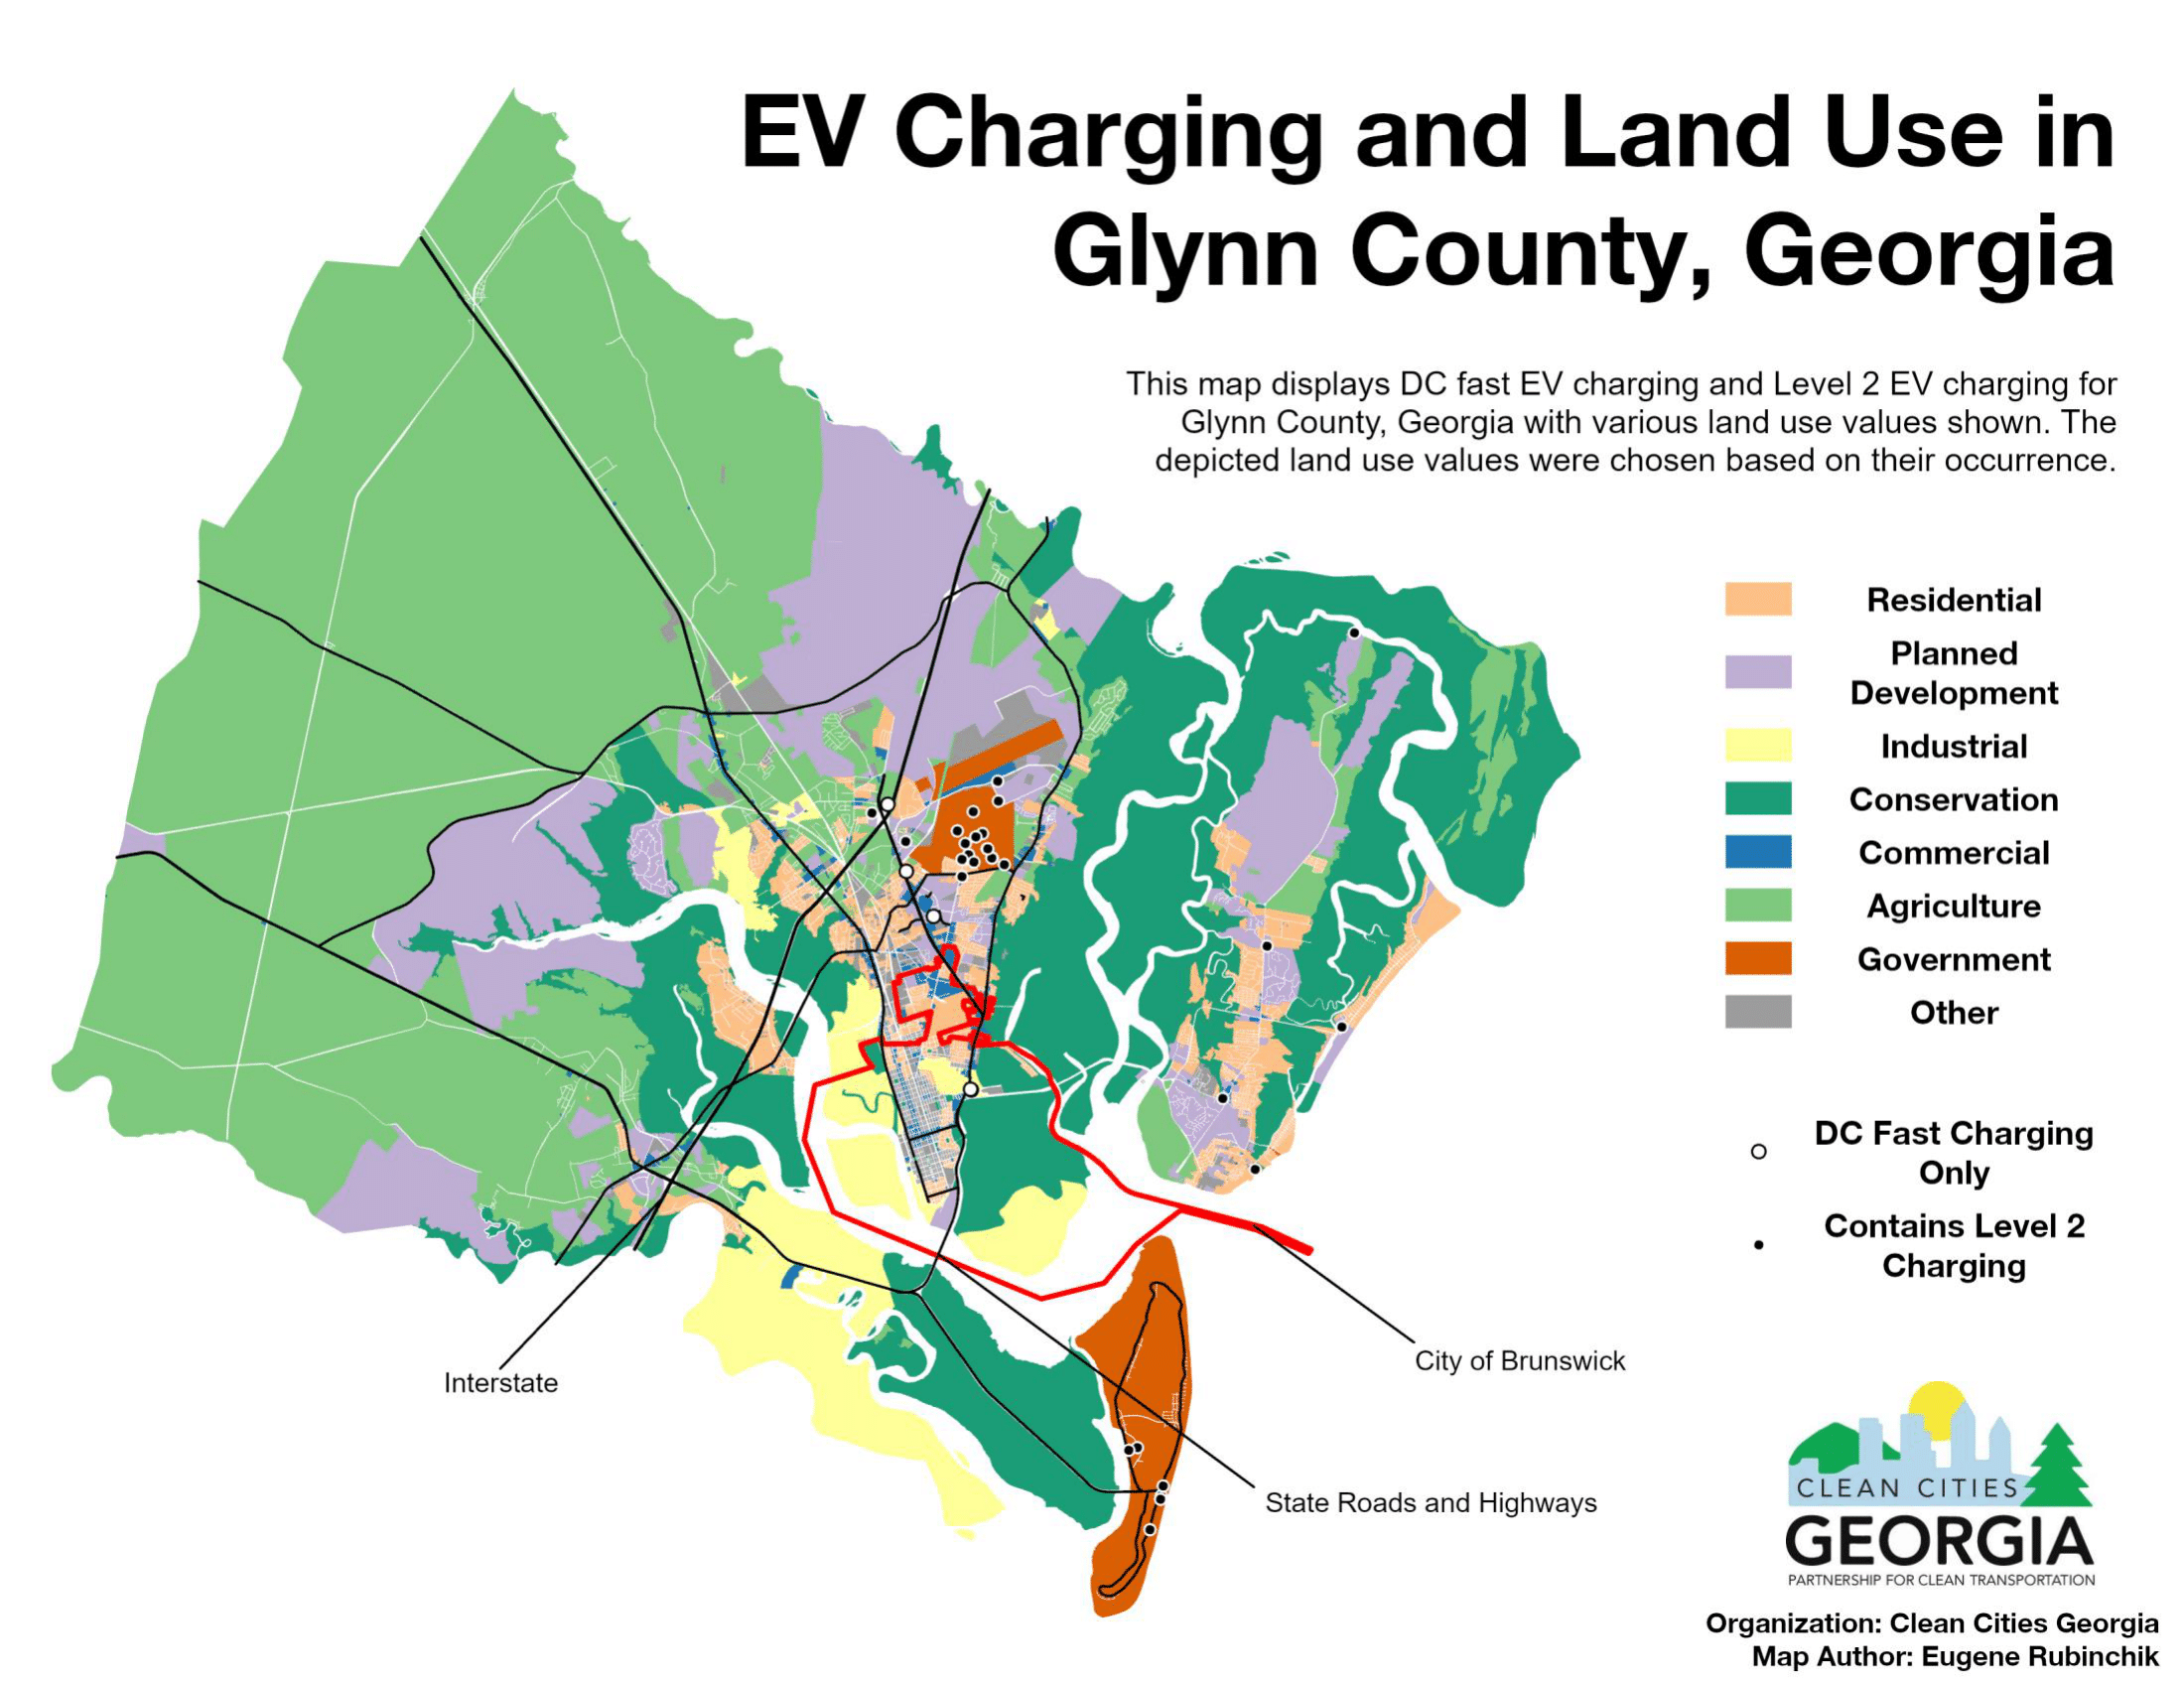 EV Charging and Land Use in
Glynn County, Georgia
This map displays DC fast EV charging and Level 2 EV charging for
Glynn County, Georgia with various land use values shown. The
depicted land use values were chosen based on their occurrence.
Residential
Planned
Development
Industrial
Conservation
Commercial
Agriculture
Government
Other
DC Fast Charging
Only
Contains Level 2
Charging
City of Brunswick
Interstate
State Roads and Highways
CLEAN CITIES
GEORGIA
PARTNERSHIP FOR CLEAN TRANSPORTATION
Organization: Clean Cities Georgia
Map Author: Eugene Rubinchik